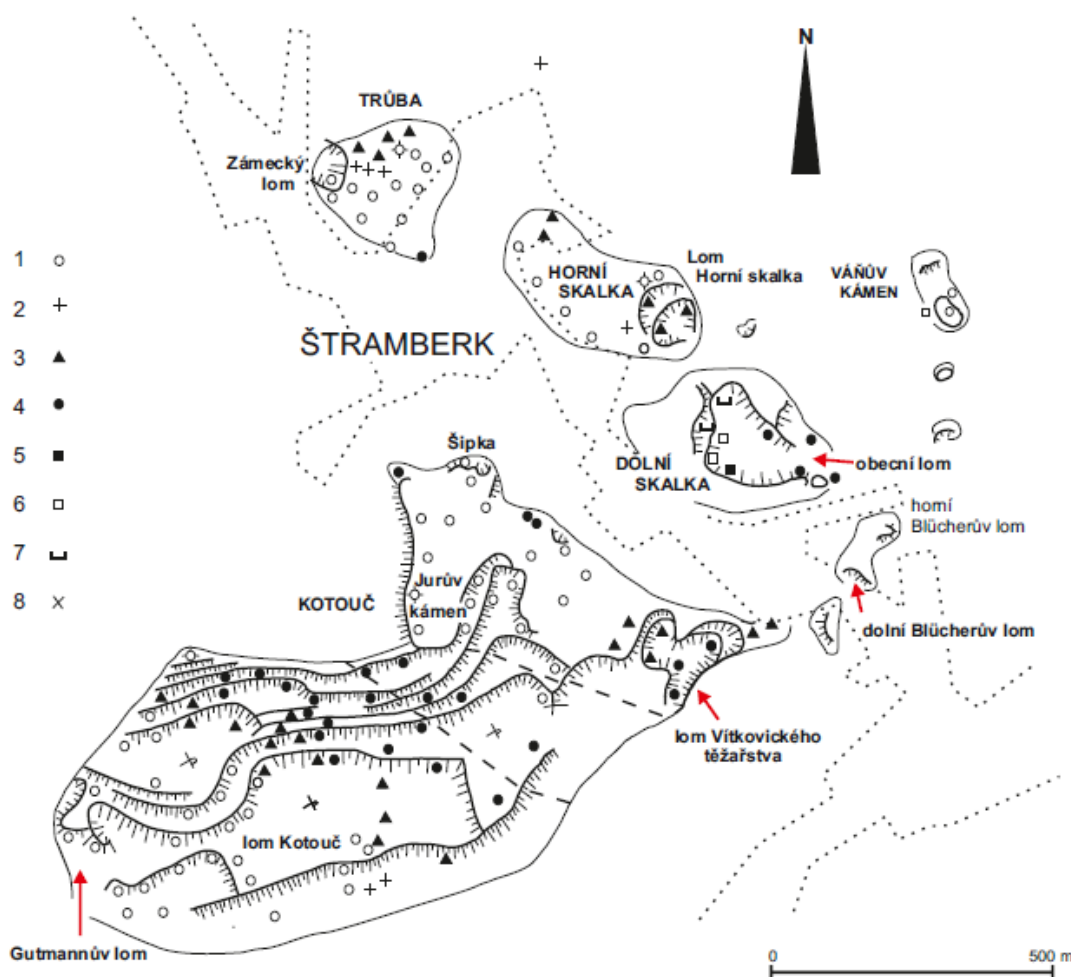 N
TRŮBA
Zámecký
lom
1
2
3
4
5
6
7
8
HORNÍ
SKALKA
Lom
Horní skalka
VÁŇŮV
KÁMEN
ŠTRAMBERK
Šipka
DOLNÍ
SKALKA
obecní lom
horní
Blücherův lom
Jurův
kámen
KOTOUČ
dolní Blücherův lom
lom Vítkovického
těžařstva
lom Kotouč
Gutmannův lom
0
500 m